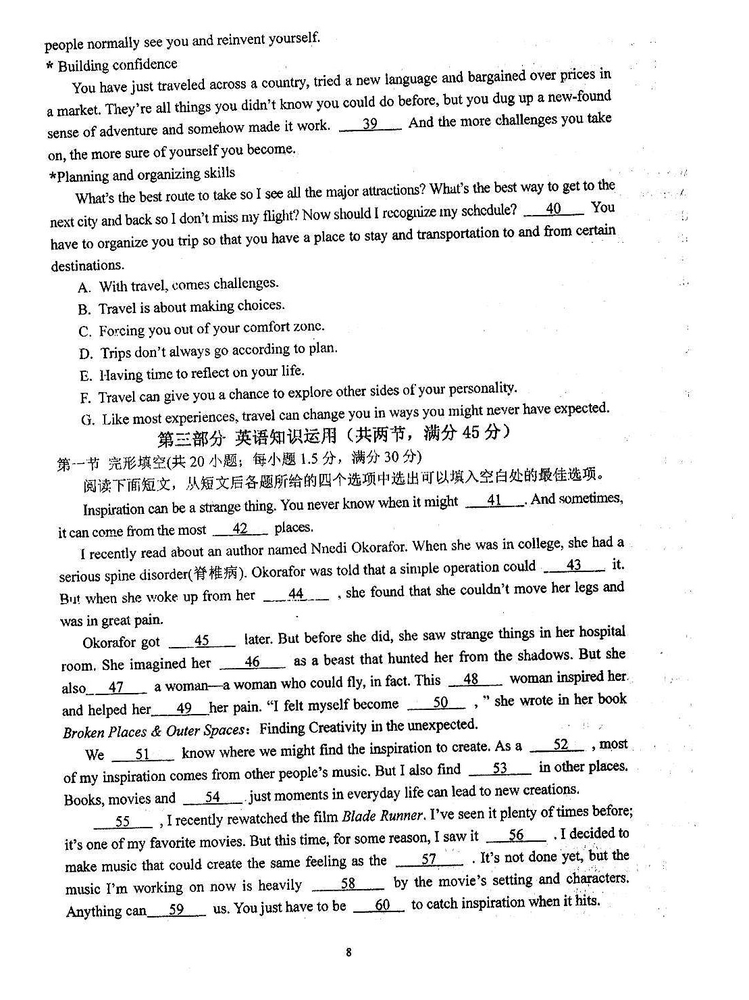 people normally see you and reinvent yourself.
* Building confidence
You have just traveled across a country, tried a new language and bargained over prices in
a market. They're all things you didn't know you could do before, but you dug up a new-found
sense of adventure and somehow made it work. 39 And the more challenges you take
on, the more sure of yourself you become.
*Planning and organizing skills
What's the best route to take so I see all the major attractions? What's the best way to get to the
next city and back so I don't miss my flight? Now should I recognize my schedule? 40 You
have to organize you trip so that you have a place to stay and transportation to and from certain
destinations.
A. With travel, comes challenges.
B. Travel is about making choices.
C. Forcing you out of your comfort zone.
D. Trips don't always go according to plan.
E. Having time to reflect on your life.
F. Travel can give you a chance to explore other sides of your personality.
G. Like most experiences, travel can change you in ways you might never have expected.
第三部分 英语知识运用（共两节，满分 45 分）
第一节 完形填空(共 20 小题；每小题 1.5 分，满分 30 分)
阅读下面短文，从短文后各题所给的四个选项中选出可以填入空白处的最佳选项。
Inspiration can be a strange thing. You never know when it might 41 . And sometimes,
it can come from the most 42 places.
I recently read about an author named Nnedi Okorafor. When she was in college, she had a
serious spine disorder(脊椎病). Okorafor was told that a simple operation could 43 it.
But when she woke up from her 44 , she found that she couldn't move her legs and
was in great pain.
Okorafor got 45 later. But before she did, she saw strange things in her hospital
room. She imagined her 46 as a beast that hunted her from the shadows. But she
also 47 a woman—a woman who could fly, in fact. This 48 woman inspired her
and helped her 49 her pain. "I felt myself become 50 , " she wrote in her book
Broken Places & Outer Spaces: Finding Creativity in the unexpected.
We 51 know where we might find the inspiration to create. As a 52 , most
of my inspiration comes from other people's music. But I also find 53 in other places.
Books, movies and 54 just moments in everyday life can lead to new creations.
55 , I recently rewatched the film Blade Runner. I've seen it plenty of times before;
it's one of my favorite movies. But this time, for some reason, I saw it 56 . I decided to
make music that could create the same feeling as the 57 . It's not done yet, but the
music I'm working on now is heavily 58 by the movie's setting and characters.
Anything can 59 us. You just have to be 60 to catch inspiration when it hits.
8